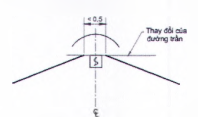 < 0,5
Thay đổi của
đường trần
S
℄